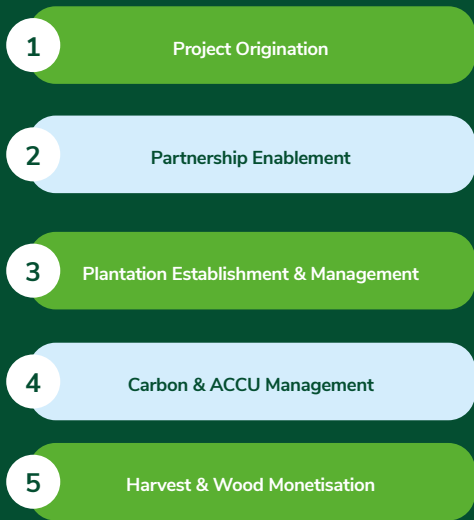 1
Project Origination
2
Partnership Enablement
3
Plantation Establishment & Management
4
Carbon & ACCU Management
5
Harvest & Wood Monetisation